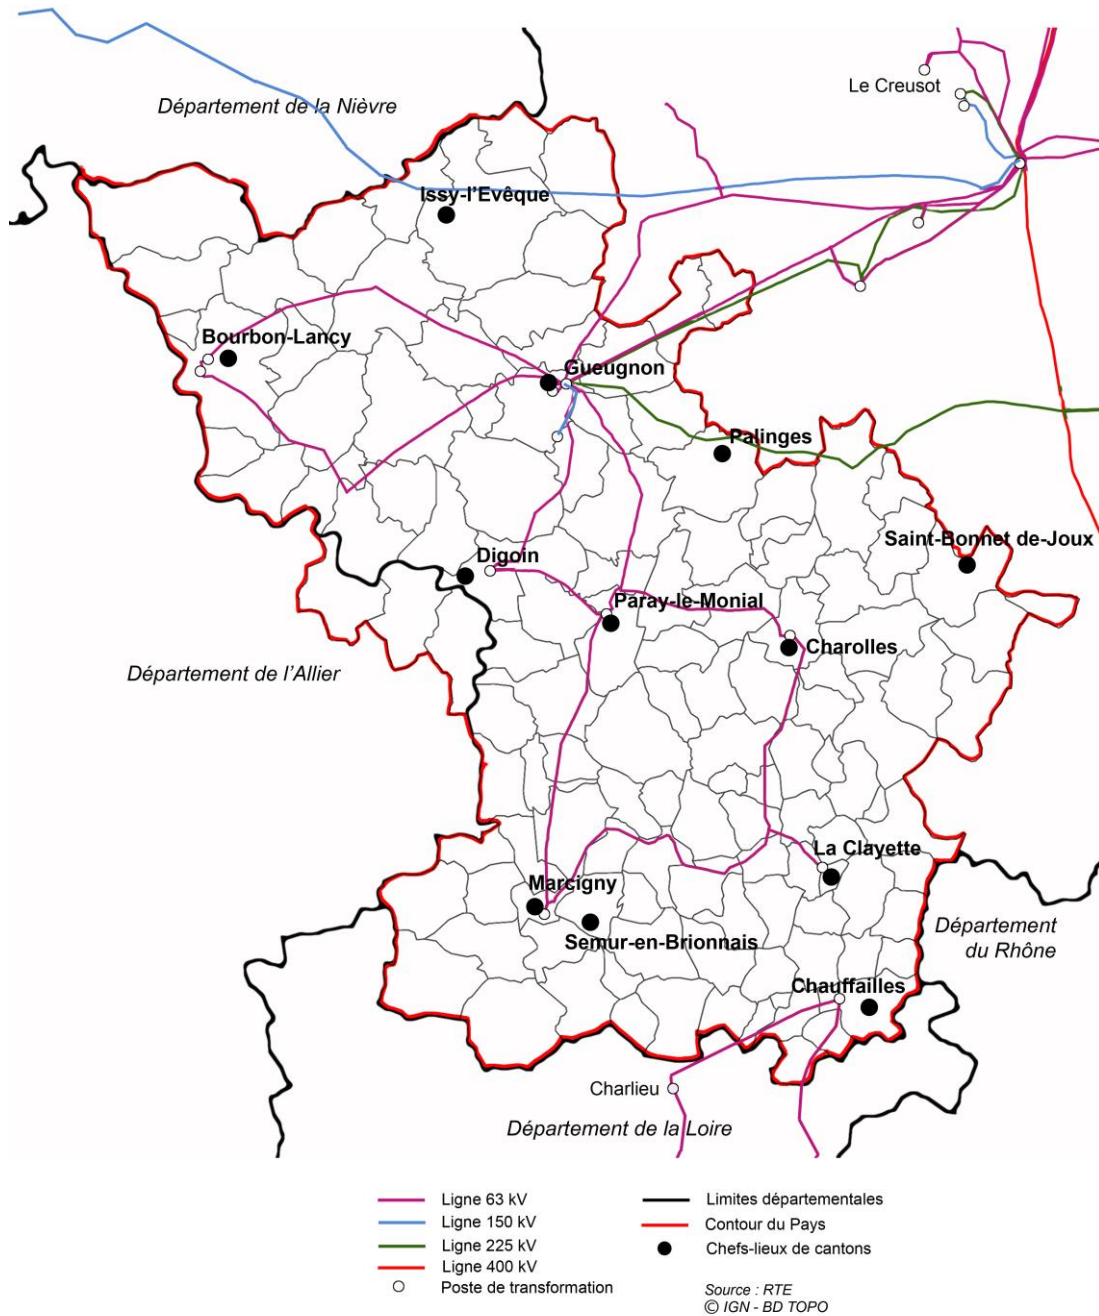 Le Creusot
Département de la Nièvre
Issy-l'Evêque
Bourbon-Lancy
Gueugnon
Palinges
Saint-Bonnet de-Joux
Digoin
Paray-le-Monial
Charolles
Département de l'Allier
La Clayette
Marcigny
Semur-en-Brionnais
Département
du Rhône
Chauffailles
Charlieu
Département de la Loire
Ligne 63 kV
Ligne 150 kV
Ligne 225 kV
Ligne 400 kV
Poste de transformation
Limites départementales
Contour du Pays
Chefs-lieux de cantons
Source : RTE
© IGN - BD TOPO